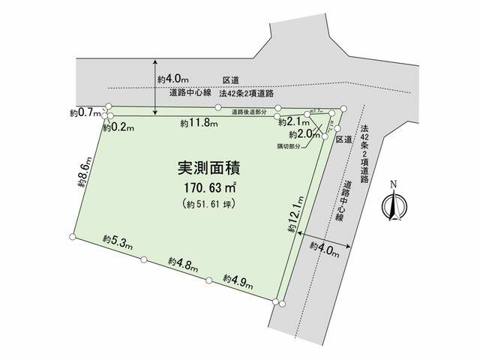 区道
約4.0m
道路中心線 法42条2項道路
約0.7m
道路後退部分
約0.2m
約11.8m
約2.1m
約2.0m
隅切部分
区道
法42条2項道路
道路中心線
実測面積
170.63㎡
(約51.61坪)
約8.6m
約12.1m
N
約4.0m
約5.3m
約4.8m
約4.9m